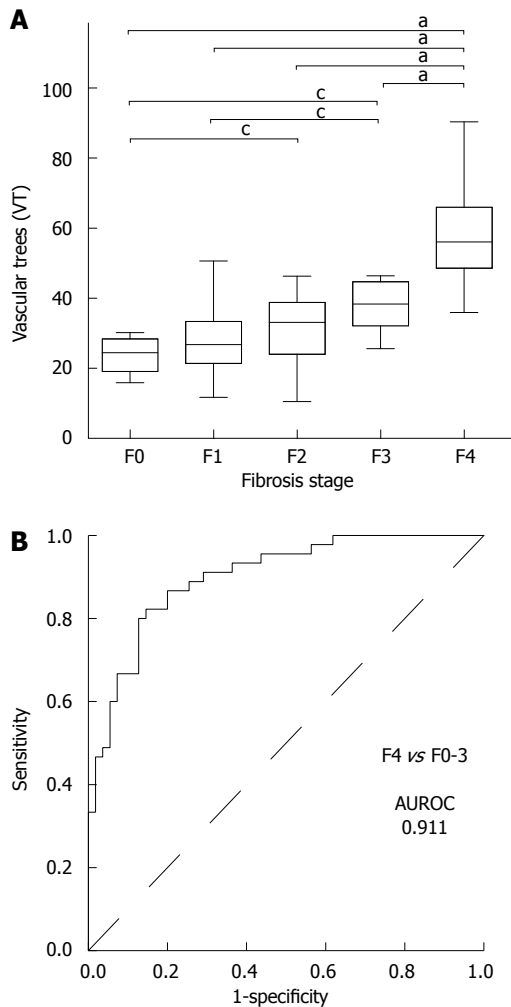 A
a
a
a
a
c
c
c
100
80
60
40
20
0
Vascular trees (VT)
F0 F1 F2 F3 F4
Fibrosis stage
B
1.0
0.8
0.6
0.4
0.2
0.0
Sensitivity
F4 vs F0-3
AUROC
0.911
0.0 0.2 0.4 0.6 0.8 1.0
1-specificity